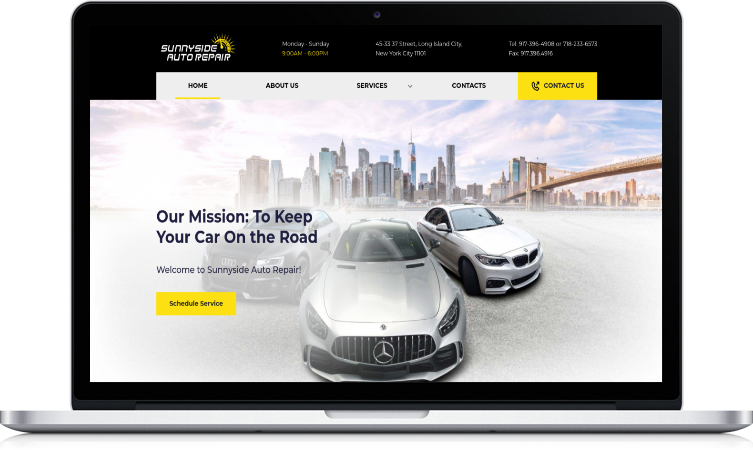 SUNNYSIDE
AUTO REPAIR
Monday - Sunday
9:00AM - 6:00PM
45-33 37 Street, Long Island City,
New York City 11101
Tel: 917-396-4908 or 718-233-6573
Fax: 917.396.4916
HOME
ABOUT US
SERVICES
CONTACTS
CONTACT US
Our Mission: To Keep
Your Car On the Road
Welcome to Sunnyside Auto Repair!
Schedule Service